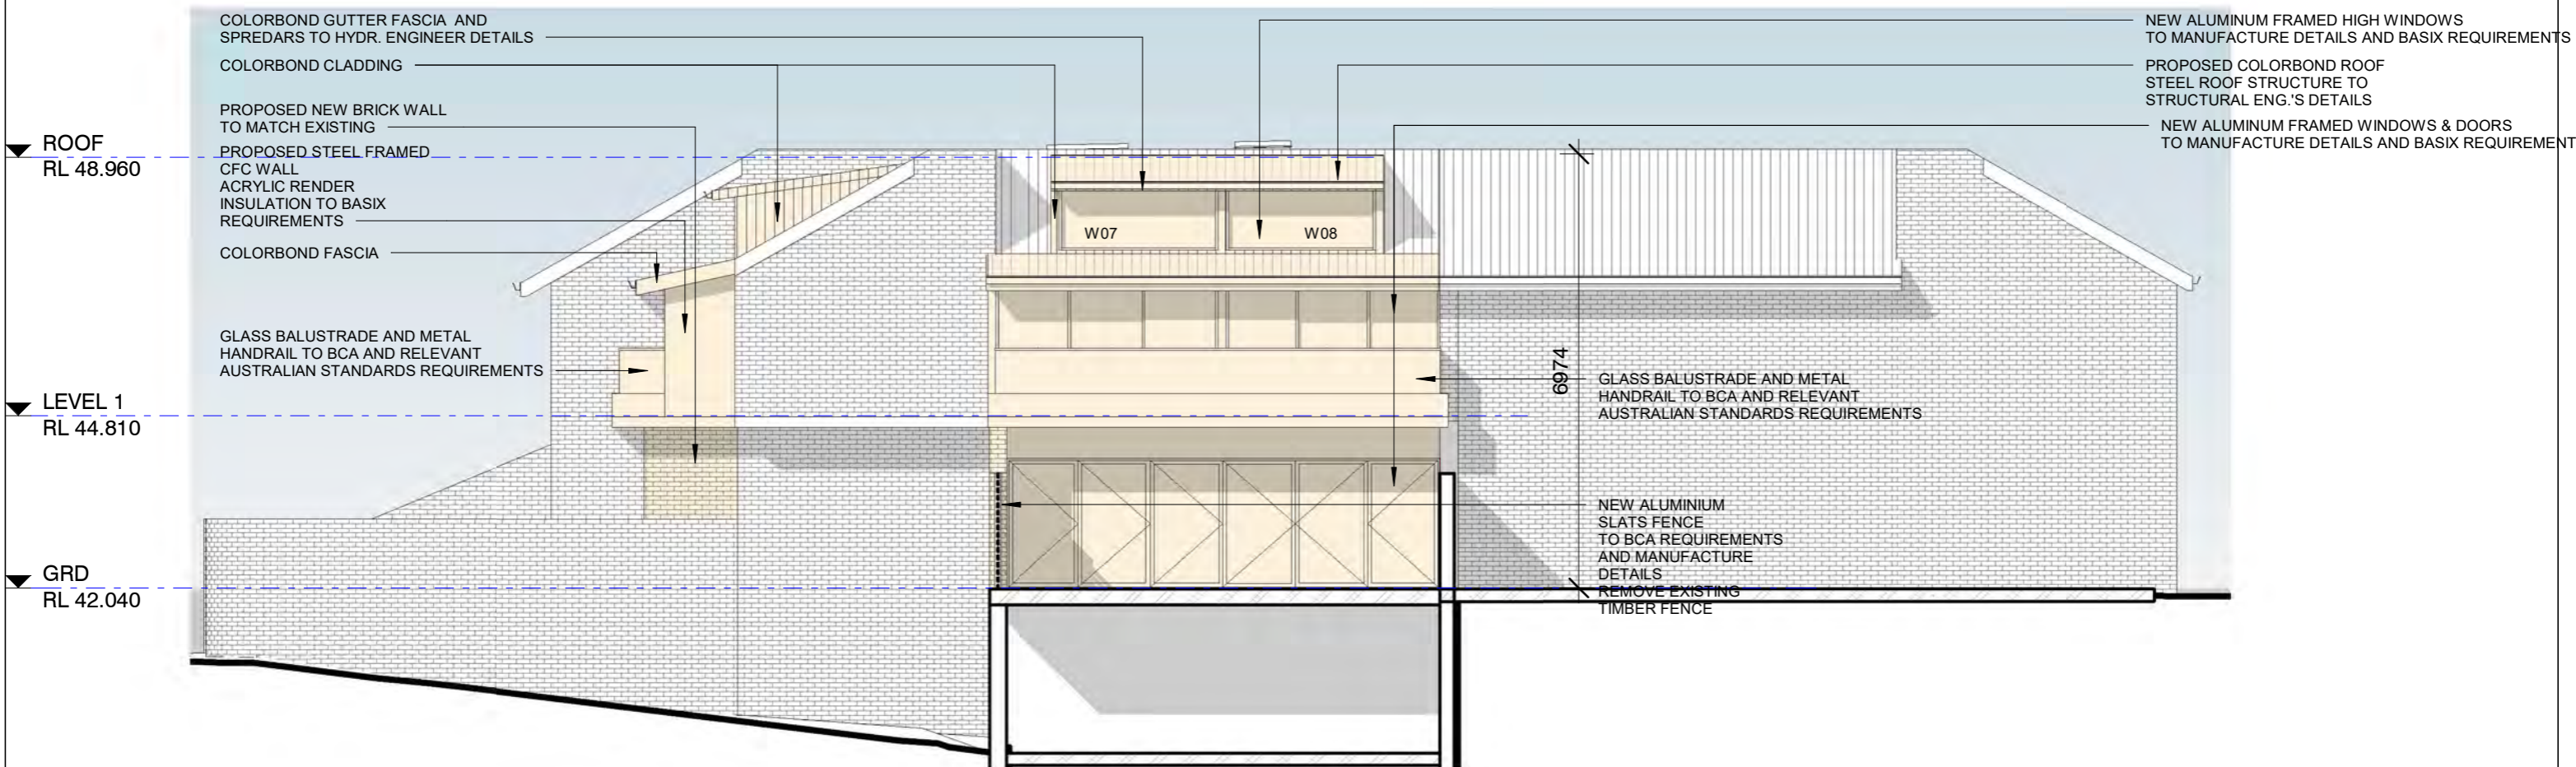 COLORBOND GUTTER FASCIA AND
SPREDARS TO HYDR. ENGINEER DETAILS
COLORBOND CLADDING
PROPOSED NEW BRICK WALL
TO MATCH EXISTING
PROPOSED STEEL FRAMED
CFC WALL
ACRYLIC RENDER
INSULATION TO BASIX
REQUIREMENTS
COLORBOND FASCIA
GLASS BALUSTRADE AND METAL
HANDRAIL TO BCA AND RELEVANT
AUSTRALIAN STANDARDS REQUIREMENTS
ROOF
RL 48.960
LEVEL 1
RL 44.810
GRD
RL 42.040
W07
W08
NEW ALUMINUM FRAMED HIGH WINDOWS
TO MANUFACTURE DETAILS AND BASIX REQUIREMENTS
PROPOSED COLORBOND ROOF
STEEL ROOF STRUCTURE TO
STRUCTURAL ENG.'S DETAILS
NEW ALUMINUM FRAMED WINDOWS & DOORS
TO MANUFACTURE DETAILS AND BASIX REQUIREMENT
6974
GLASS BALUSTRADE AND METAL
HANDRAIL TO BCA AND RELEVANT
AUSTRALIAN STANDARDS REQUIREMENTS
NEW ALUMINIUM
SLATS FENCE
TO BCA REQUIREMENTS
AND MANUFACTURE
DETAILS
REMOVE EXISTING
TIMBER FENCE